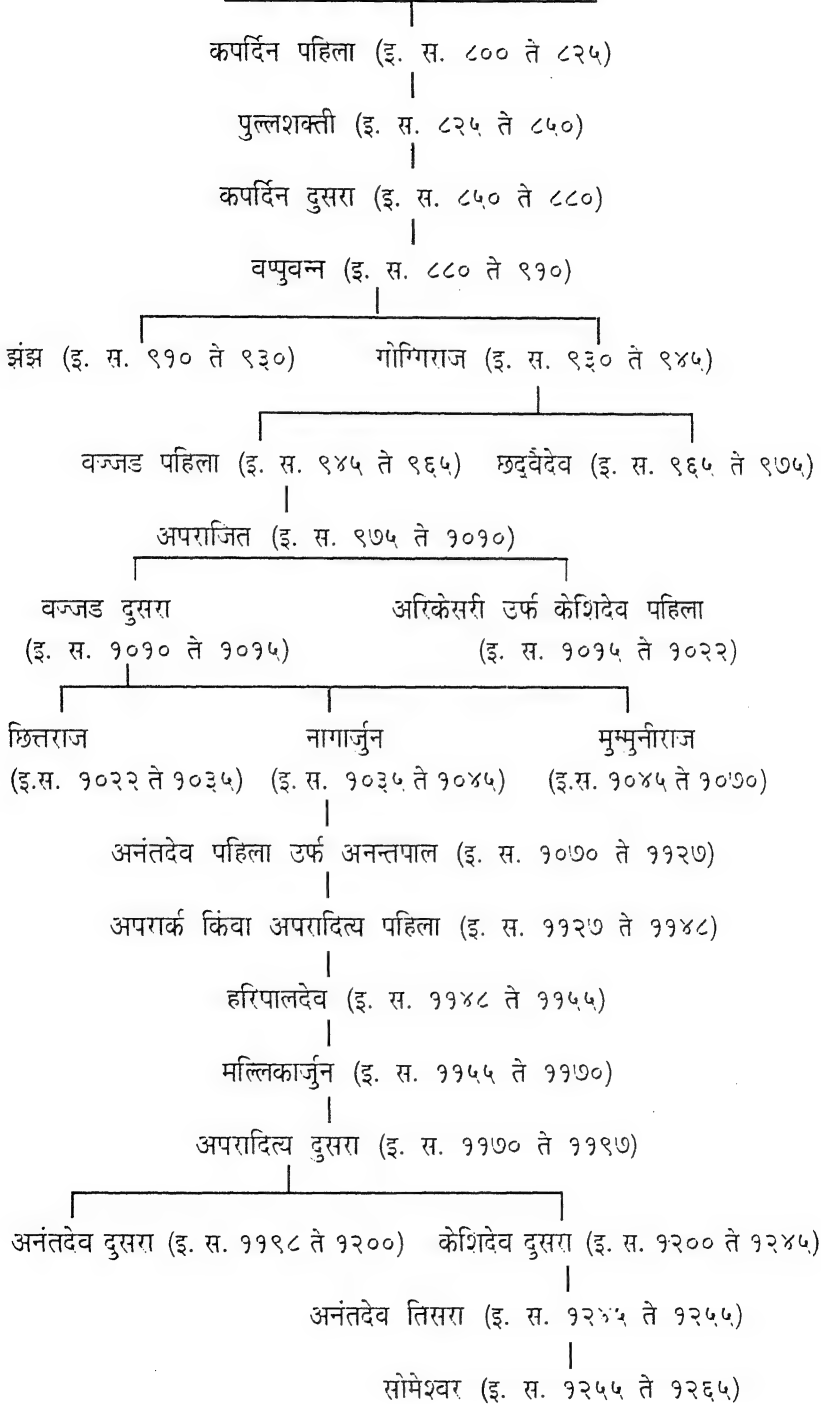 कपर्दिन पहिला (इ. स. ८०० ते ८२५)
पुल्लशक्ती (इ. स. ८२५ ते ८५०)
कपर्दिन दुसरा (इ. स. ८५० ते ८८०)
वप्पुवन्न (इ. स. ८८० ते ९१०)
झंझ (इ. स. ९१० ते ९३०) गोग्गिराज (इ. स. ९३० ते ९४५)
वज्जड पहिला (इ. स. ९४५ ते ९६५) छद्वैदेव (इ. स. ९६५ ते ९७५)
अपराजित (इ. स. ९७५ ते १०१०)
वज्जड दुसरा अरिकेसरी उर्फ केशिदेव पहिला
(इ. स. १०१० ते १०१५) (इ. स. १०१५ ते १०२२)
छित्तराज नागार्जुन मुम्मुनीराज
(इ.स. १०२२ ते १०३५) (इ. स. १०३५ ते १०४५) (इ.स. १०४५ ते १०७०)
अनंतदेव पहिला उर्फ अनन्तपाल (इ. स. १०७० ते ११२७)
अपरार्क किंवा अपरादित्य पहिला (इ. स. ११२७ ते ११४८)
हरिपालदेव (इ. स. ११४८ ते ११५५)
मल्लिकार्जुन (इ. स. ११५५ ते ११७०)
अपरादित्य दुसरा (इ. स. ११७० ते ११९७)
अनंतदेव दुसरा (इ. स. ११९८ ते १२००) केशिदेव दुसरा (इ. स. १२०० ते १२४५)
अनंतदेव तिसरा (इ. स. १२४५ ते १२५५)
सोमेश्वर (इ. स. १२५५ ते १२६५)